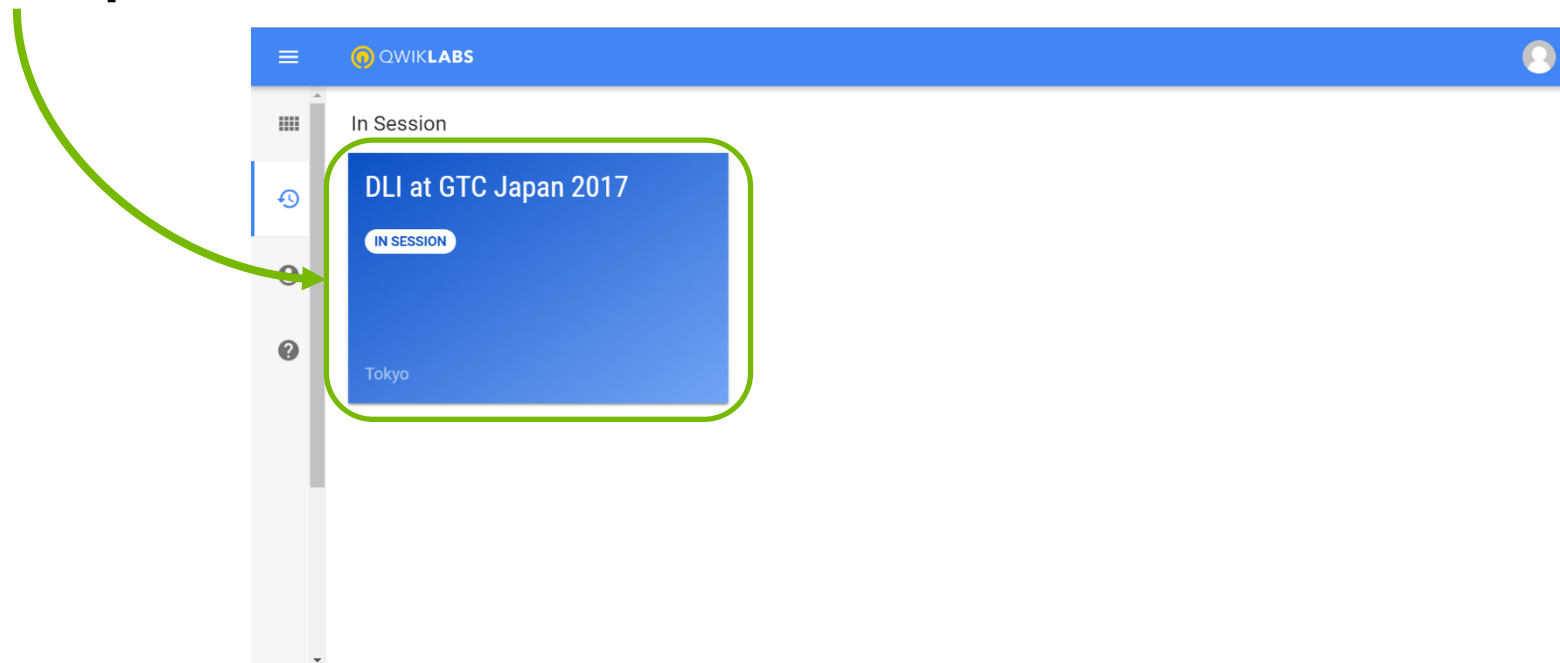 QWIKLABS
In Session
DLI at GTC Japan 2017
IN SESSION
Tokyo